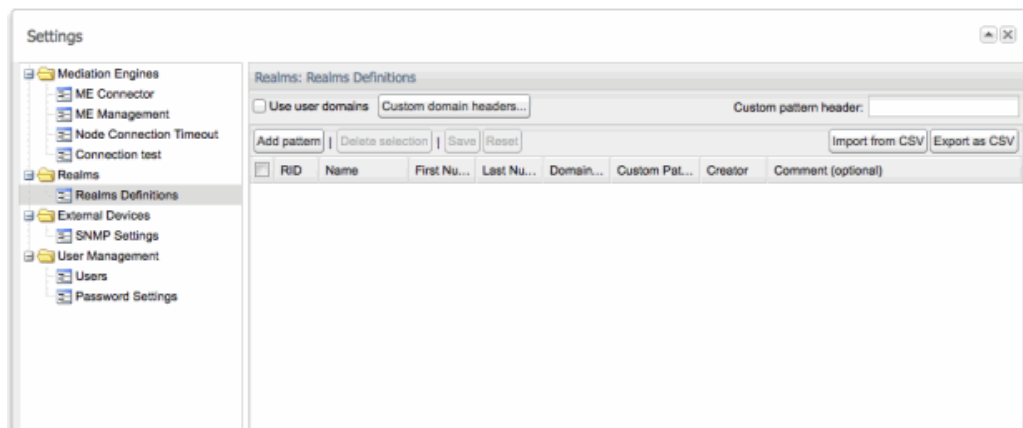 Settings
Mediation Engines
ME Connector
ME Management
Node Connection Timeout
Connection test
Realms
Realms Definitions
External Devices
SNMP Settings
User Management
Users
Password Settings
Realms: Realms Definitions
Use user domains Custom domain headers... Custom pattern header:
Add pattern | Delete selection | Save Reset Import from CSV Export as CSV
RID Name First Nu... Last Nu... Domain... Custom Pat... Creator Comment (optional)